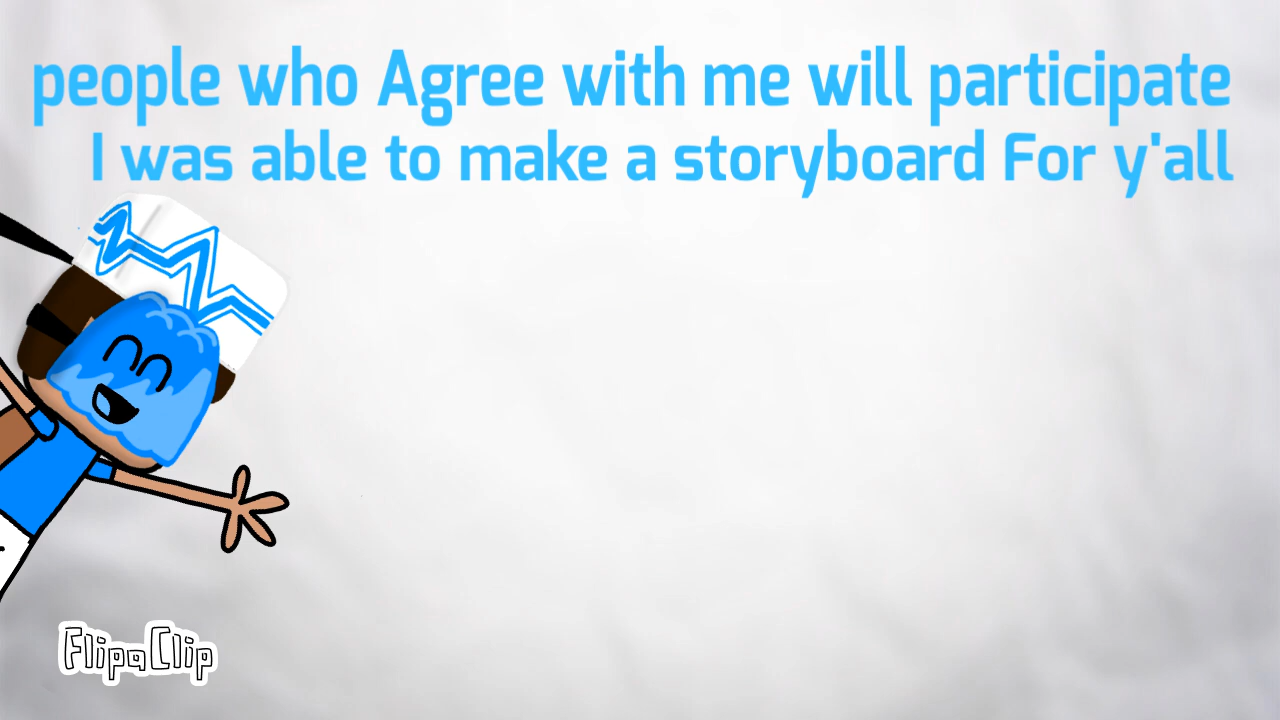 people who Agree with me will participate
I was able to make a storyboard For y'all
FlipaClip